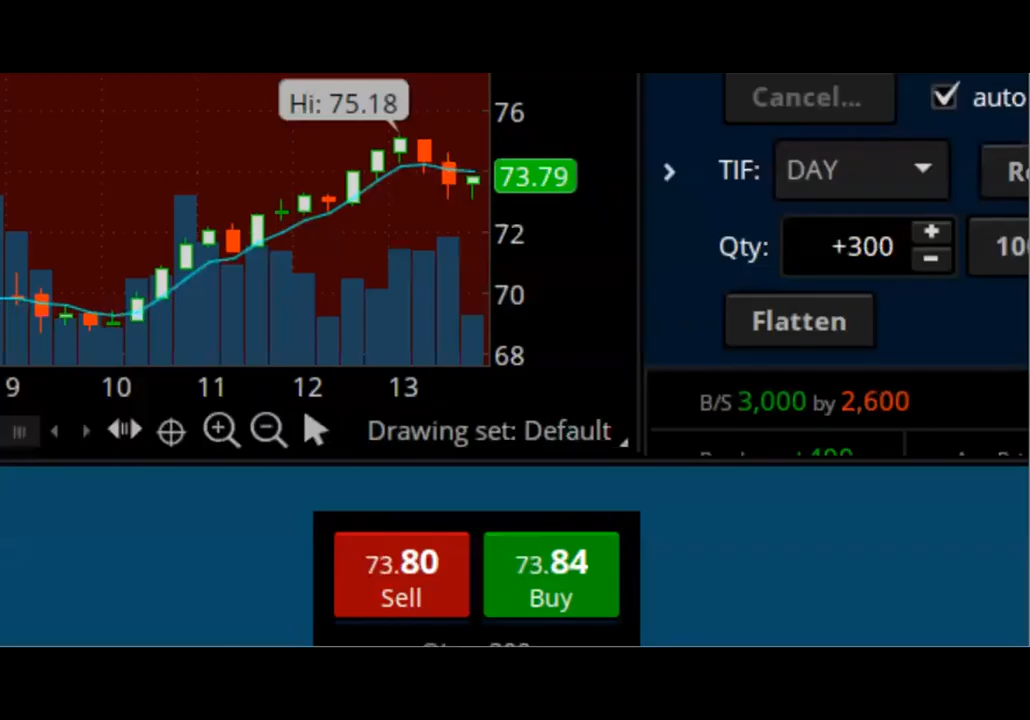 Hi: 75.18
76
73.79
72
70
68
9 10 11 12 13
Drawing set: Default
Cancel...
auto
TIF: DAY
Qty: +300
Flatten
B/S 3,000 by 2,600
73.80
Sell
73.84
Buy